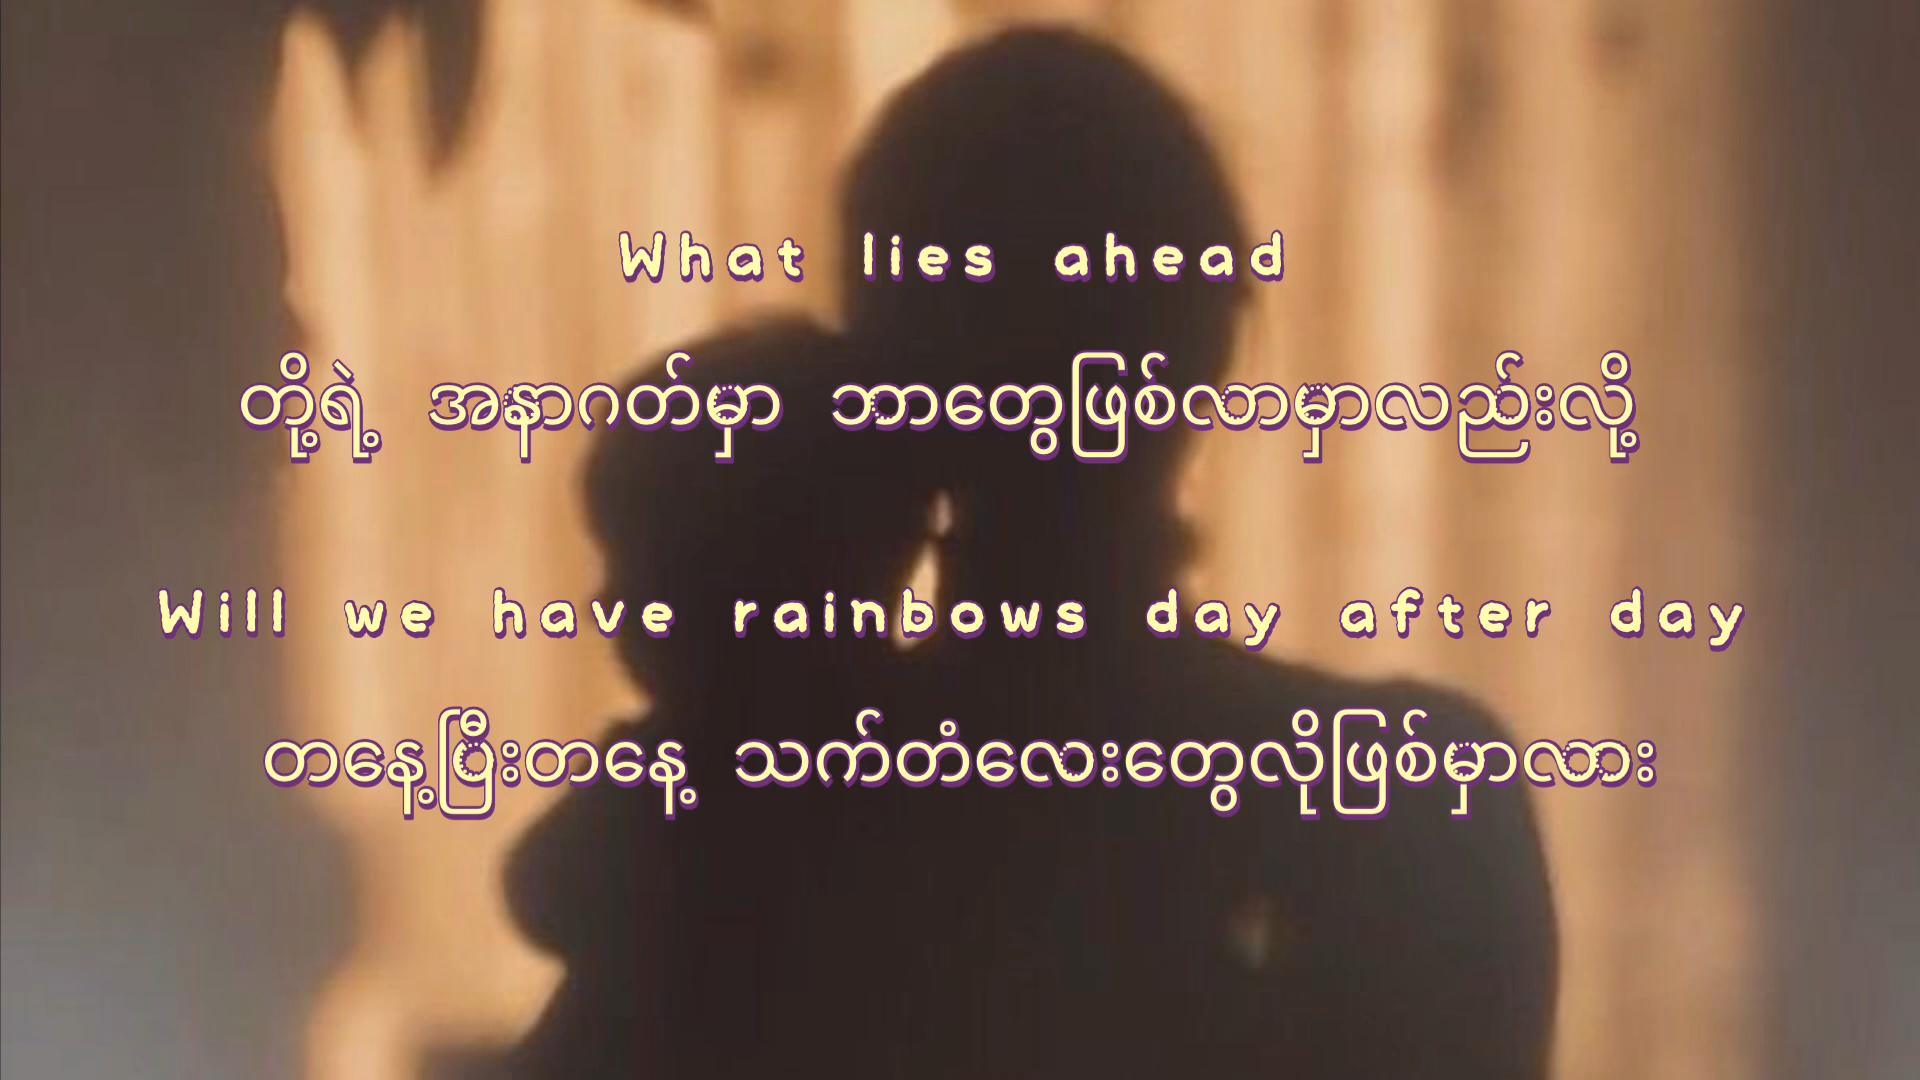 What lies ahead
တို့ရဲ့ အနာဂတ်မှာ ဘာတွေဖြစ်လာမှာလည်းလို့
Will we have rainbows day after day
တနေ့ပြီးတနေ့ သက်တံလေးတွေလိုဖြစ်မှာလား